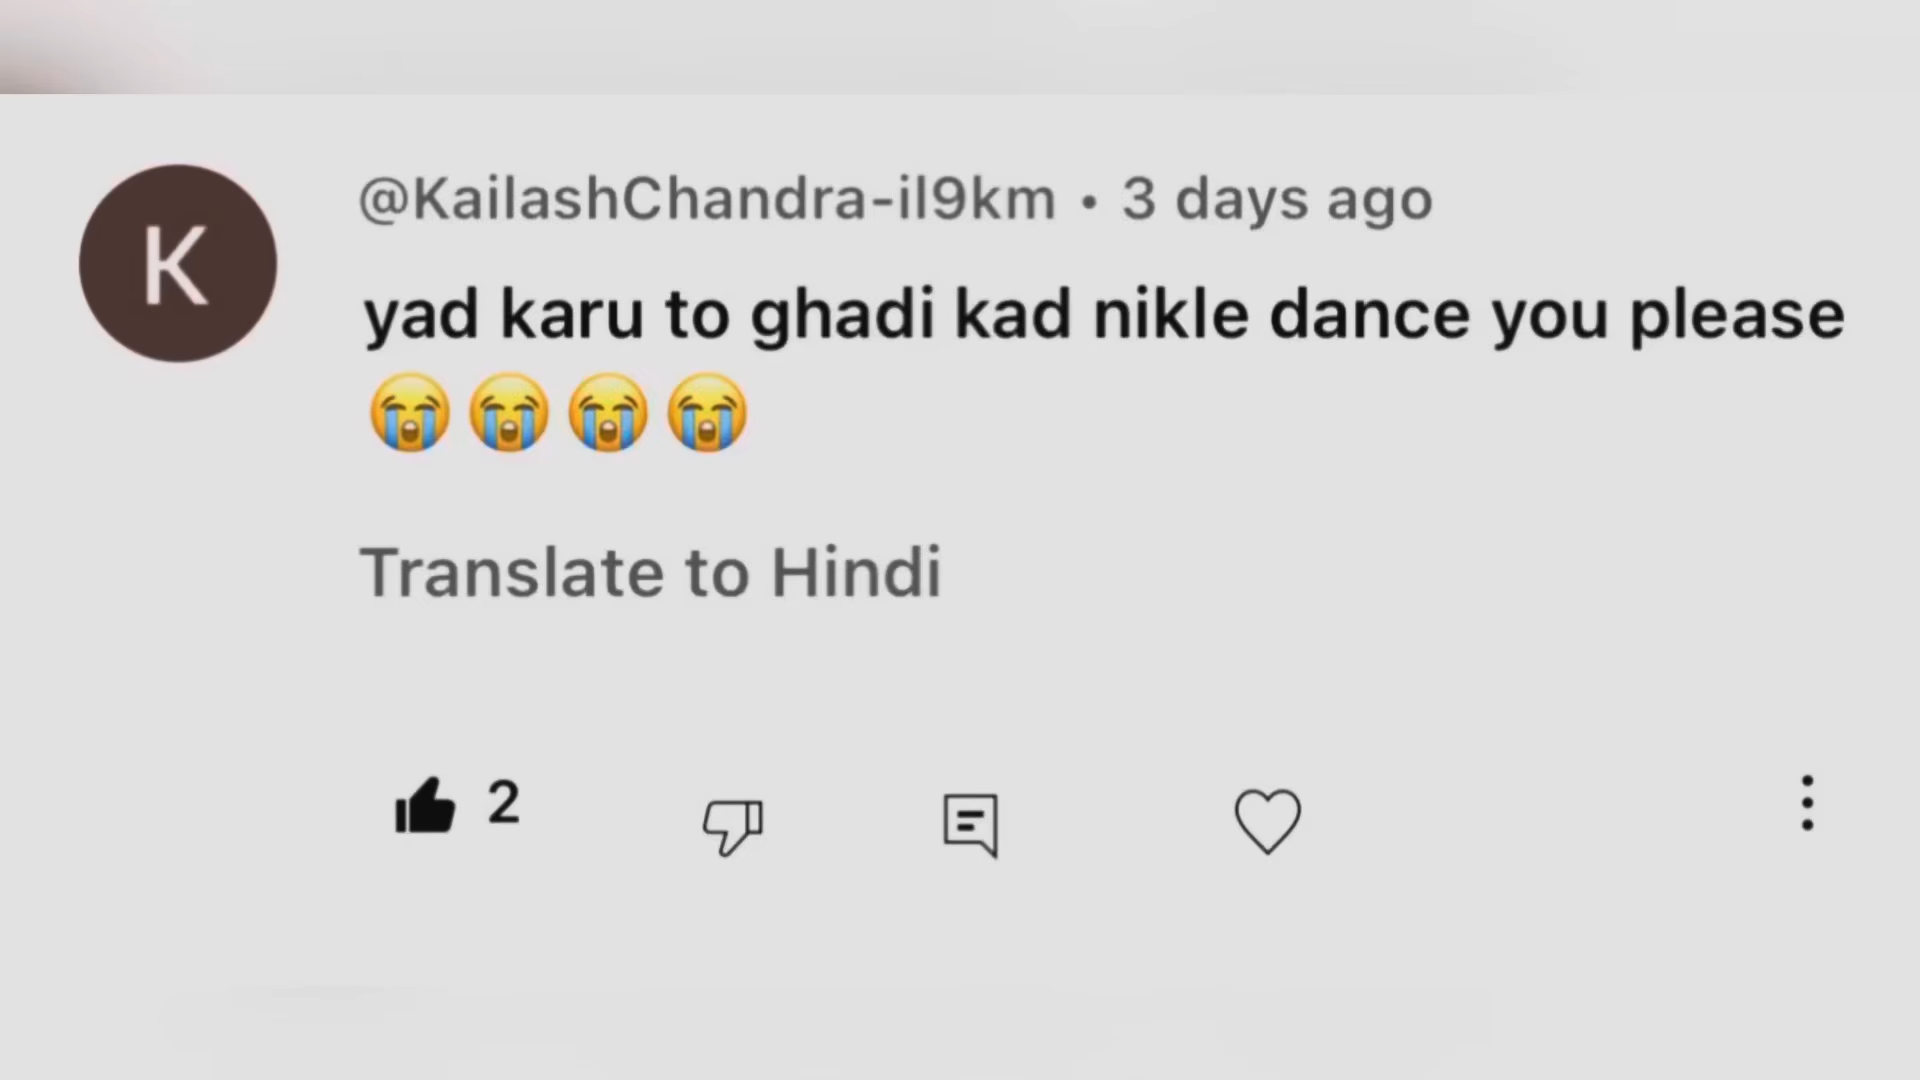 K
@KailashChandra-il9km • 3 days ago
yad karu to ghadi kad nikle dance you please
😭😭😭😭
Translate to Hindi
2